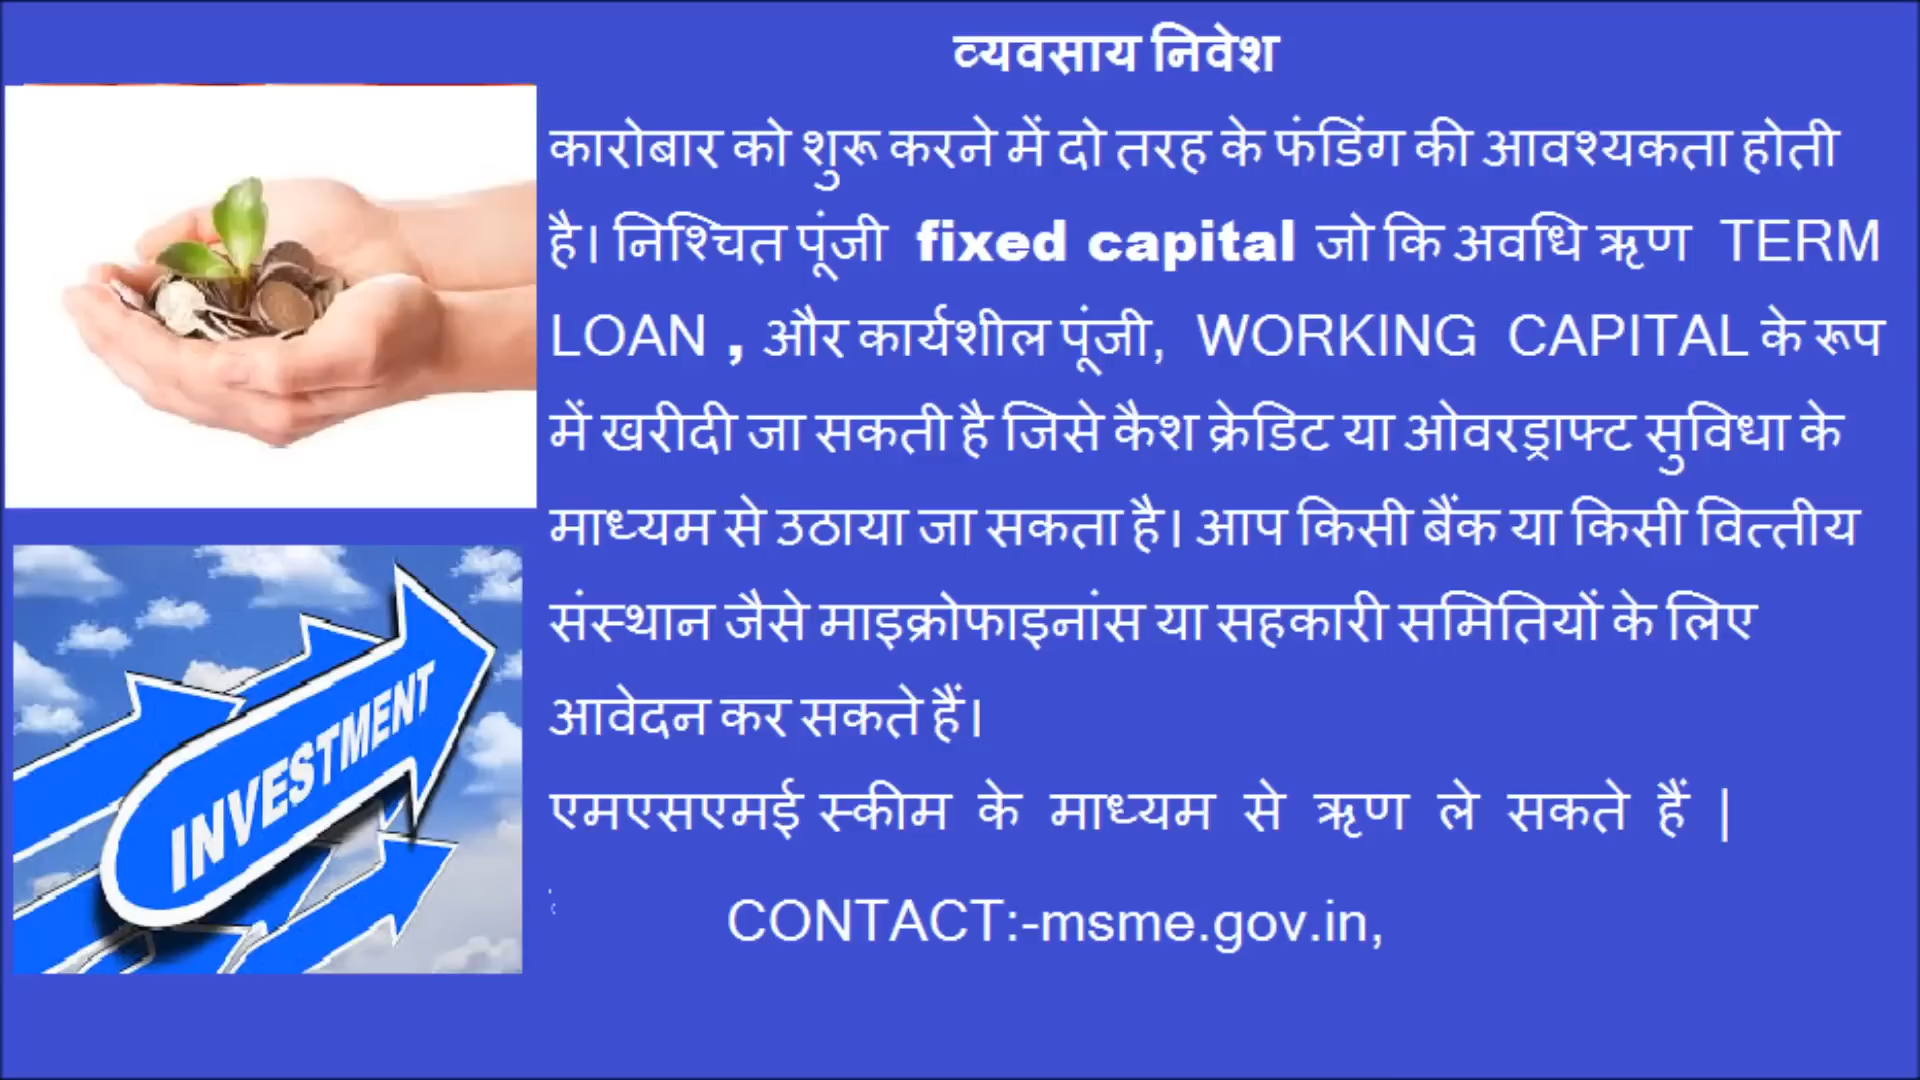 व्यवसाय निवेश
कारोबार को शुरू करने में दो तरह के फंडिंग की आवश्यकता होती
है। निश्चित पूंजी fixed capital जो कि अवधि ऋण TERM
LOAN , और कार्यशील पूंजी, WORKING CAPITAL के रूप
में खरीदी जा सकती है जिसे कैश क्रेडिट या ओवरड्राफ्ट सुविधा के
माध्यम से उठाया जा सकता है। आप किसी बैंक या किसी वित्तीय
संस्थान जैसे माइक्रोफाइनांस या सहकारी समितियों के लिए
आवेदन कर सकते हैं।
एमएसएमई स्कीम के माध्यम से ऋण ले सकते हैं |
CONTACT:-msme.gov.in,
INVESTMENT